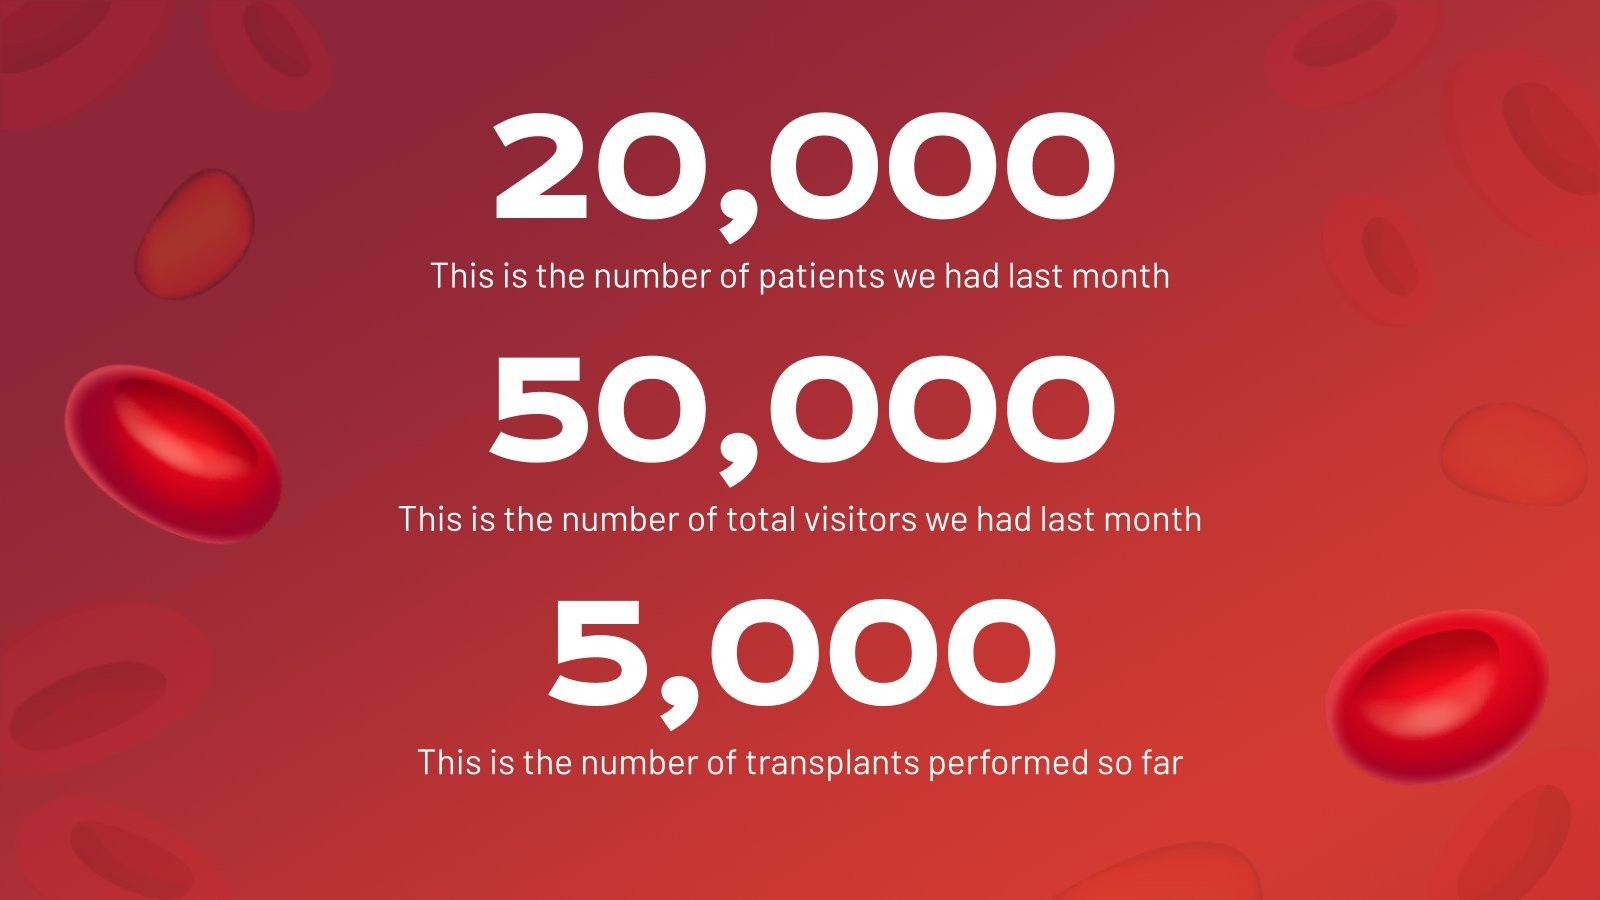 20,000
This is the number of patients we had last month
50,000
This is the number of total visitors we had last month
5,000
This is the number of transplants performed so far